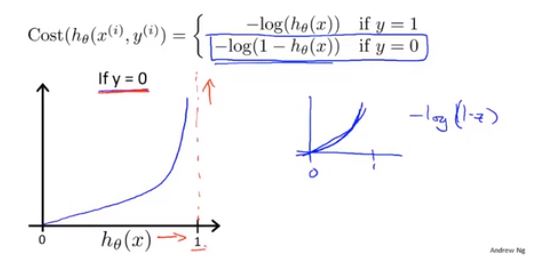 Cost(hθ(x⁽ⁱ⁾, y⁽ⁱ⁾) = { −log(hθ(x)) if y = 1
−log(1 − hθ(x)) if y = 0
If y = 0
-log(1-z)
0 1
0 hθ(x) → 1.
Andrew Ng